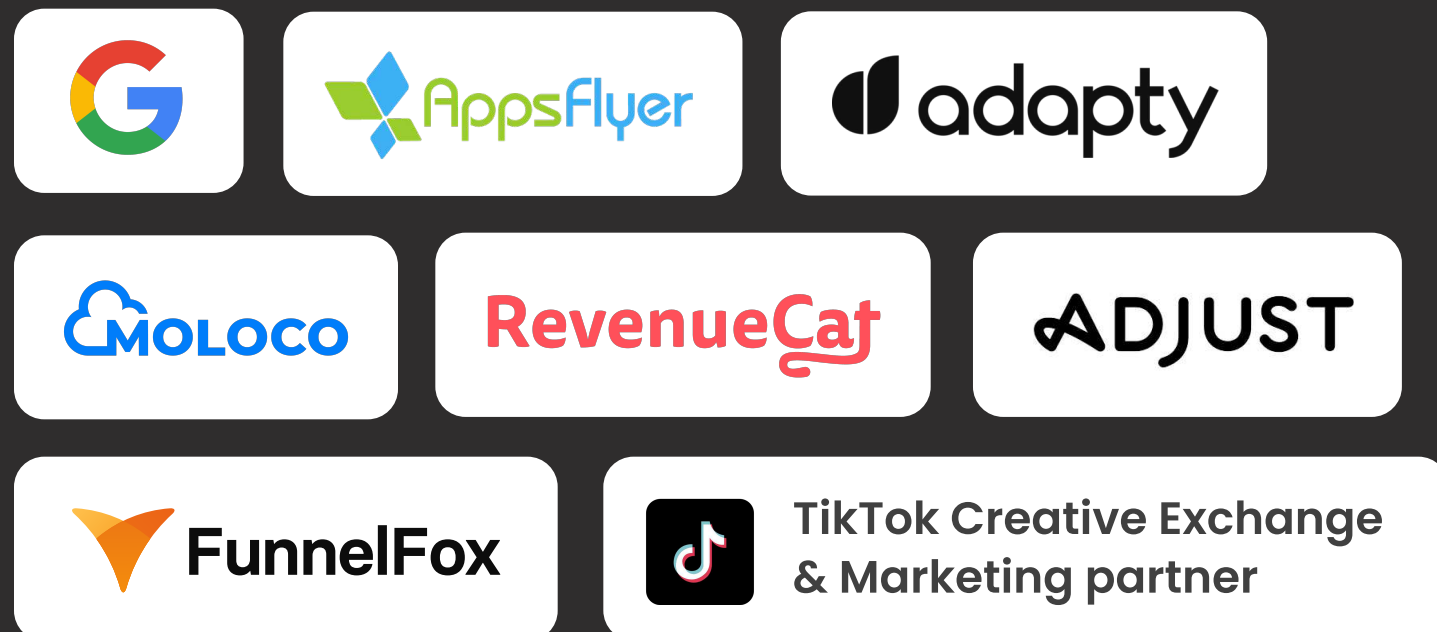 G
AppsFlyer
adapty
MOLOCO
RevenueCat
ADJUST
FunnelFox
TikTok Creative Exchange
& Marketing partner